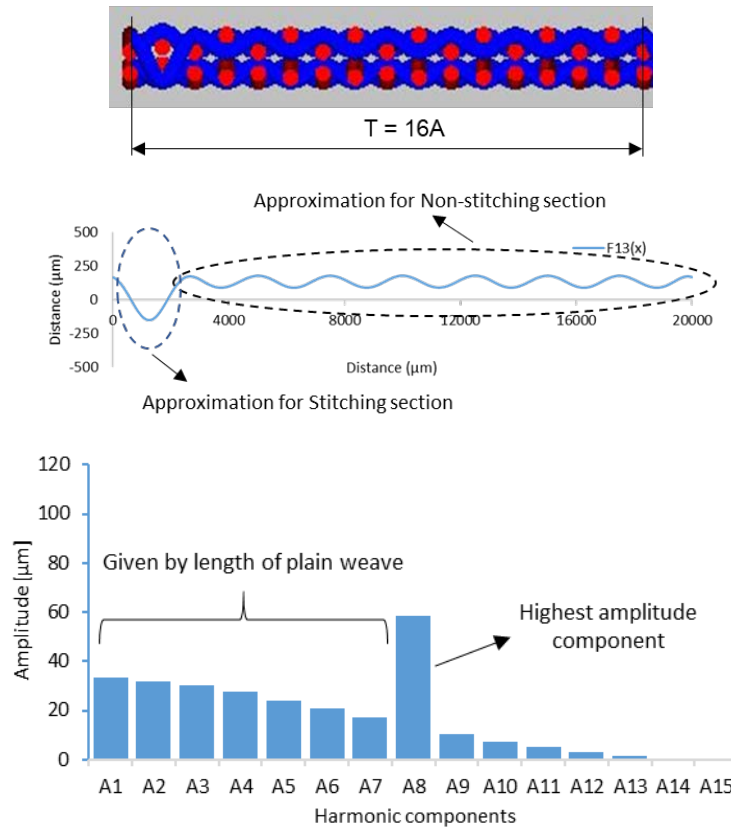 T = 16A
Approximation for Non-stitching section
500
250
0
-250
-500
Distance (µm)
F13(x)
0
4000
8000
12000
16000
20000
Distance (µm)
Approximation for Stitching section
120
100
80
60
40
20
0
Amplitude [µm]
Given by length of plain weave
Highest amplitude
component
A1 A2 A3 A4 A5 A6 A7 A8 A9 A10 A11 A12 A13 A14 A15
Harmonic components